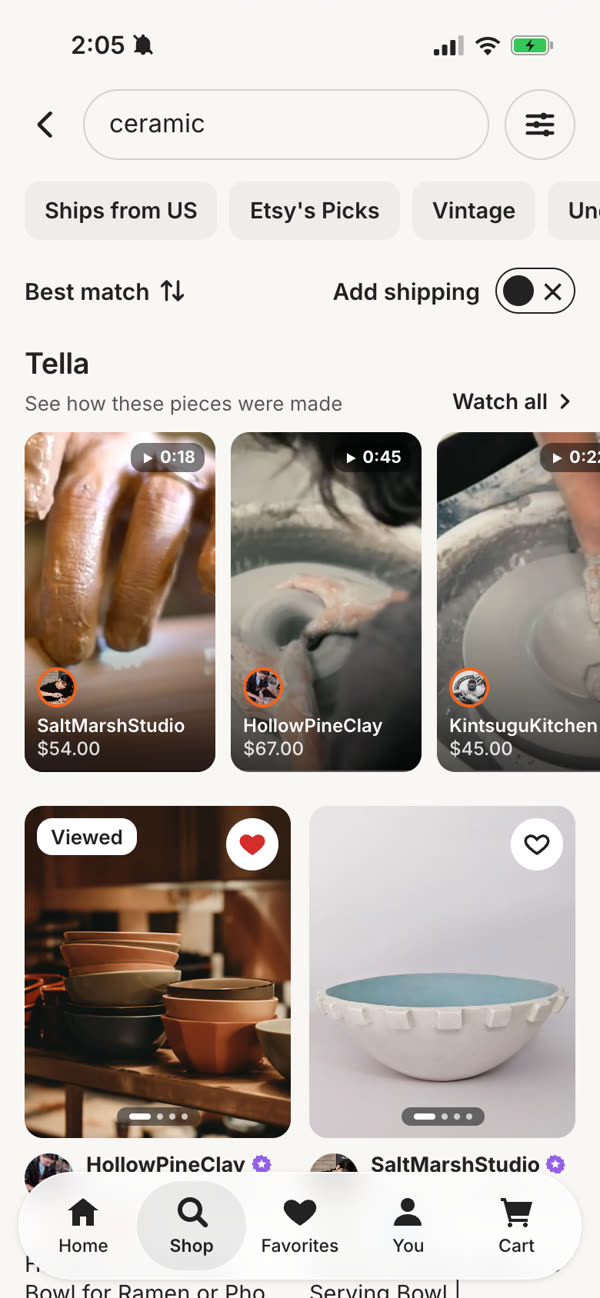 2:05
ceramic
Ships from US Etsy's Picks Vintage
Best match Add shipping
Tella
See how these pieces were made Watch all
0:18 0:45
SaltMarshStudio HollowPineClay KintsuguKitchen
$54.00 $67.00 $45.00
Viewed
HollowPineClay SaltMarshStudio
Home Shop Favorites You Cart
Bowl for Ramen or Pho Serving Bowl |